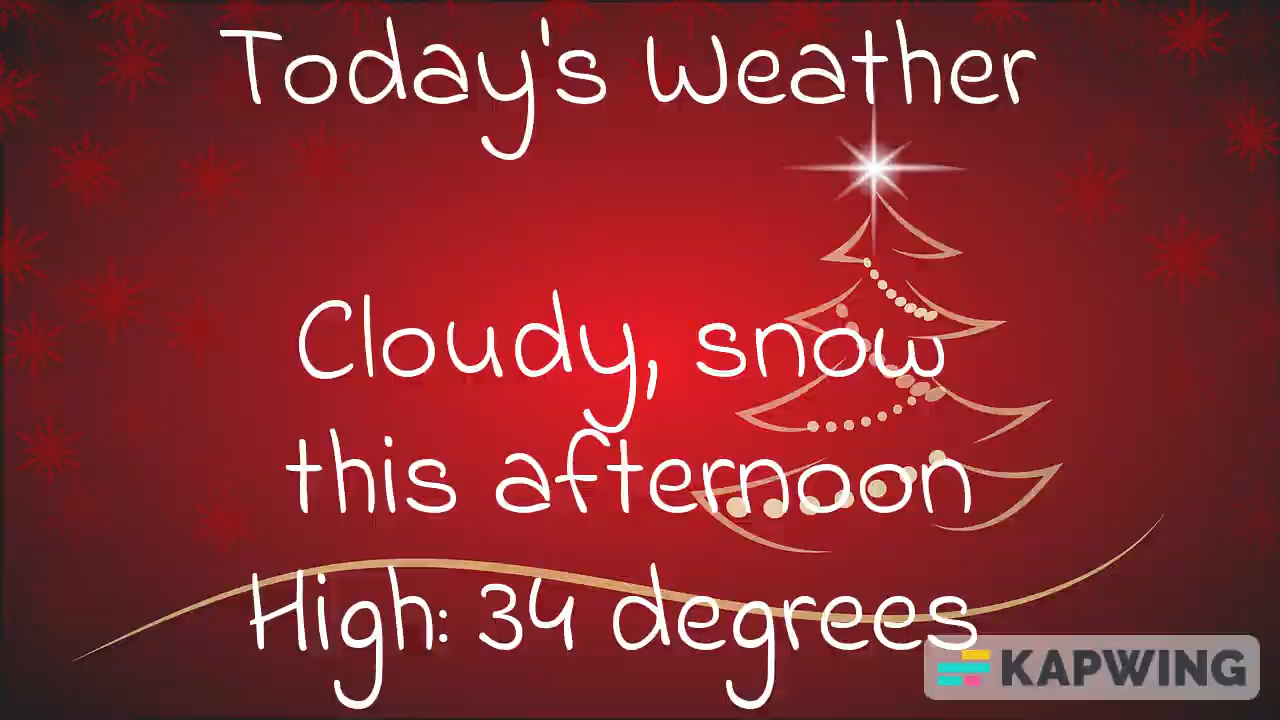 Today's Weather
Cloudy, snow
this afternoon
High: 34 degrees
KAPWING